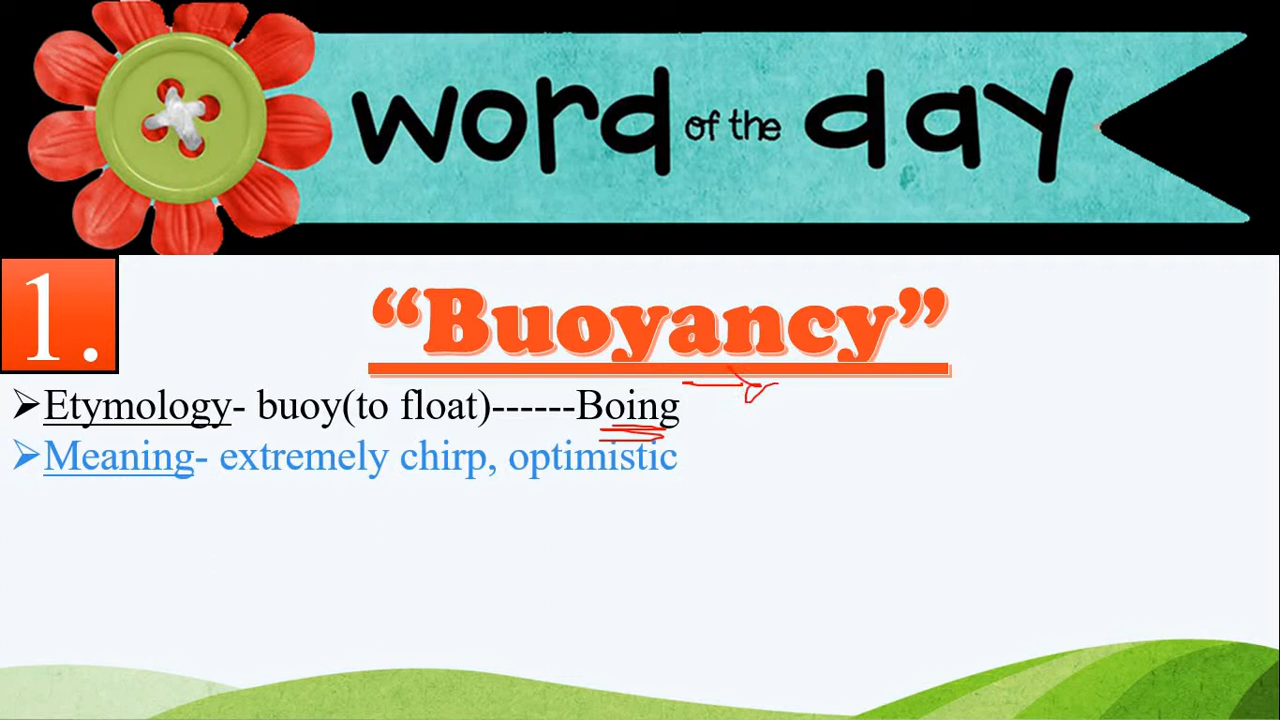 word of the day
1.
“Buoyancy”
➢Etymology- buoy(to float)------Boing
➢Meaning- extremely chirp, optimistic